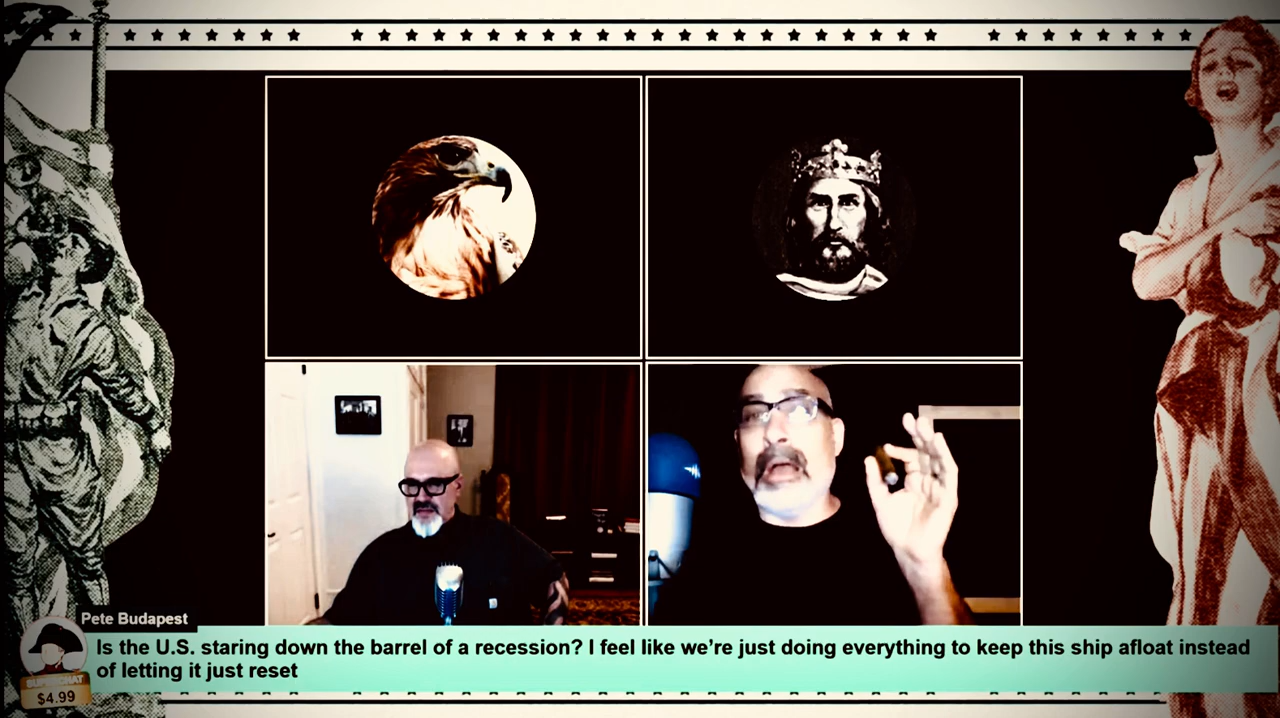 Pete Budapest
Is the U.S. staring down the barrel of a recession? I feel like we're just doing everything to keep this ship afloat instead
of letting it just reset
SUPERCHAT
$4.99